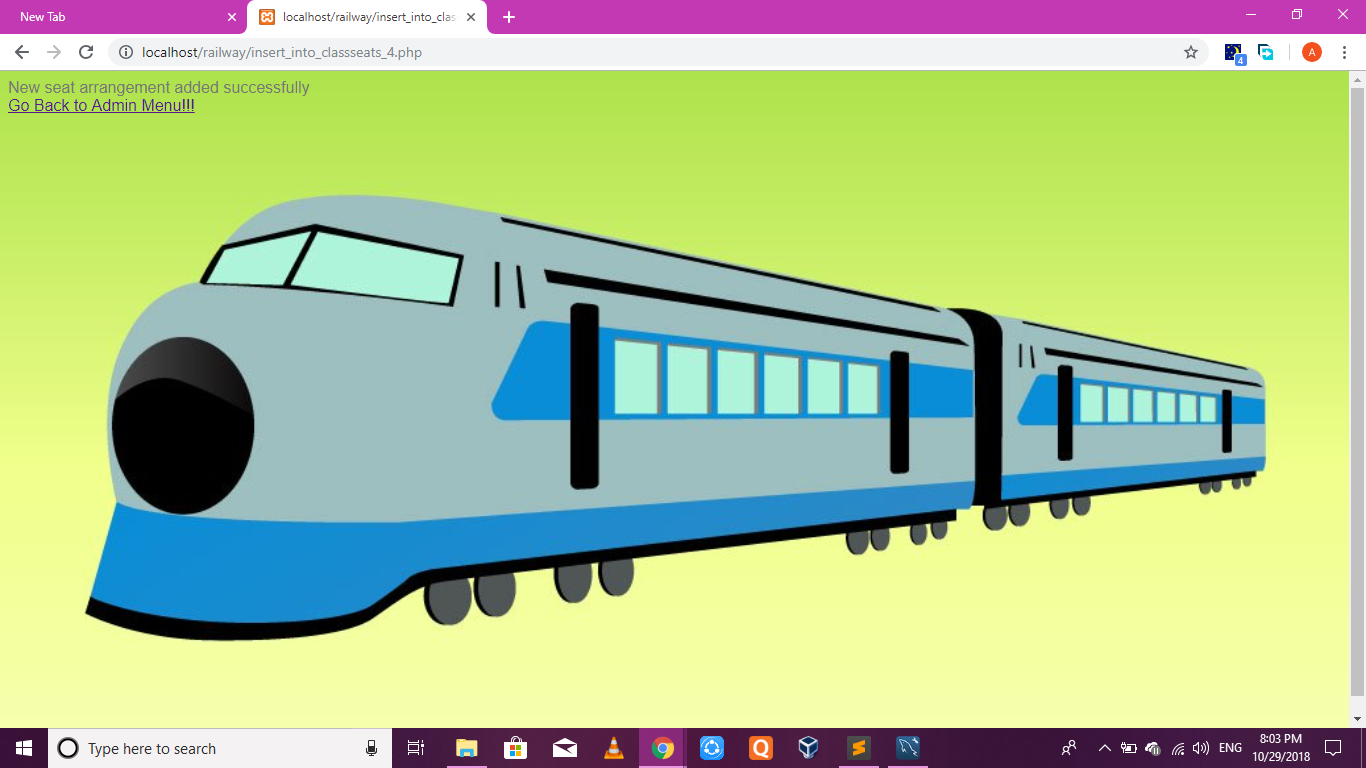 New Tab
localhost/railway/insert_into_clas
localhost/railway/insert_into_classseats_4.php
4
A
New seat arrangement added successfully
Go Back to Admin Menu!!!
Type here to search
Q
ENG
8:03 PM
10/29/2018